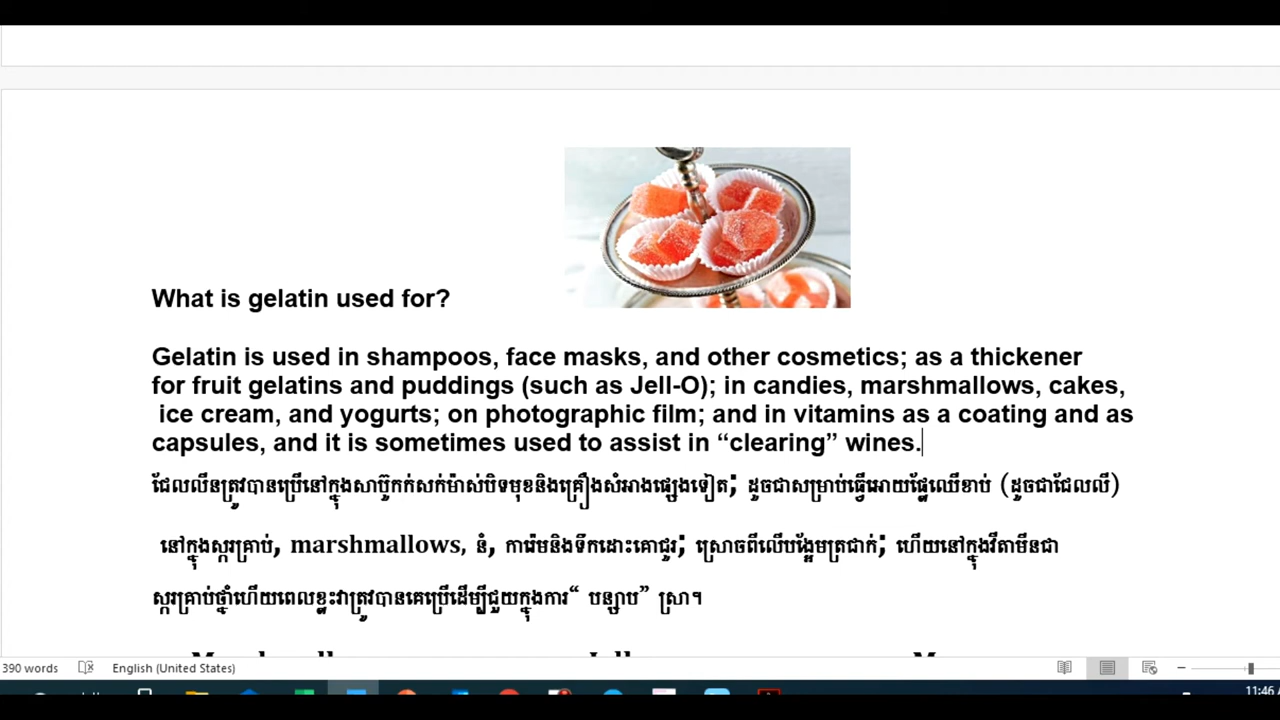 What is gelatin used for?
Gelatin is used in shampoos, face masks, and other cosmetics; as a thickener
for fruit gelatins and puddings (such as Jell-O); in candies, marshmallows, cakes,
ice cream, and yogurts; on photographic film; and in vitamins as a coating and as
capsules, and it is sometimes used to assist in “clearing” wines.
ជែលលីនត្រូវបានប្រើនៅក្នុងសាប៊ូកក់សក់ម៉ាស់បិទមុខនិងគ្រឿងសំអាងផ្សេងទៀត; ដូចជាសម្រាប់ធ្វើអោយផ្លែឈើខាប់ (ដូចជាជែលលី)
នៅក្នុងស្ករគ្រាប់, marshmallows, នំ, ការ៉េមនិងទឹកដោះគោជូរ; ស្រោចពីលើបង្អែមត្រជាក់; ហើយនៅក្នុងវីតាមីនជា
ស្ករគ្រាប់ថ្នាំហើយពេលខ្លះវាត្រូវបានគេប្រើដើម្បីជួយក្នុងការ“ បន្សាប” ស្រា។
390 words
English (United States)
11:46